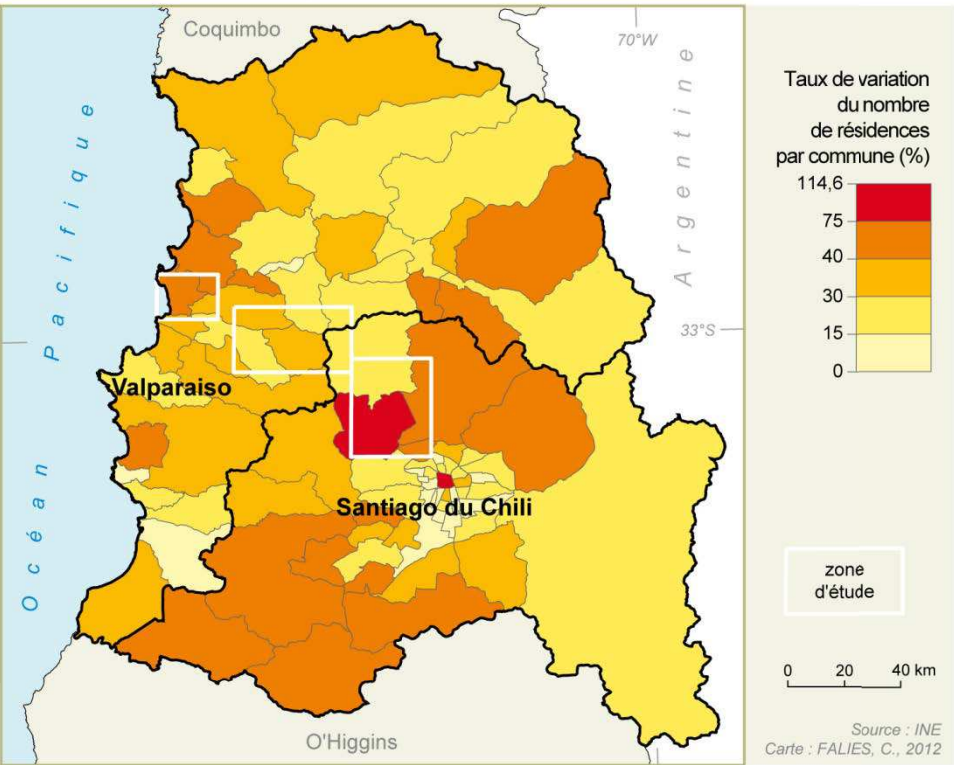 Coquimbo
70°W
Océan Pacifique
Argentine
33°S
Valparaiso
Santiago du Chili
O'Higgins
Taux de variation
du nombre
de résidences
par commune (%)
114,6
75
40
30
15
0
zone
d'étude
0 20 40 km
Source : INE
Carte : FALIES, C., 2012